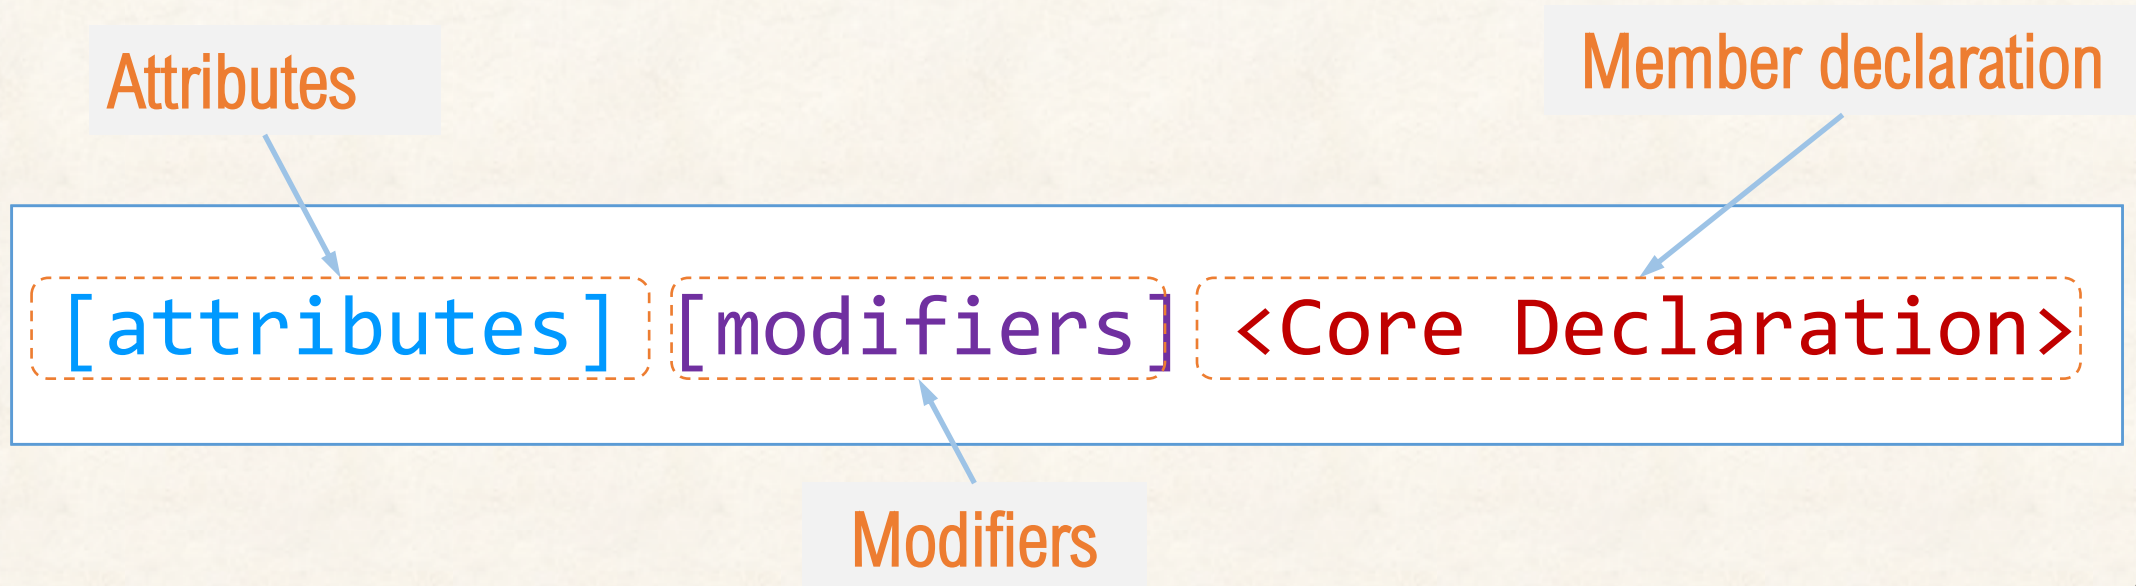 Attributes
Member declaration
[attributes] [modifiers] <Core Declaration>
Modifiers